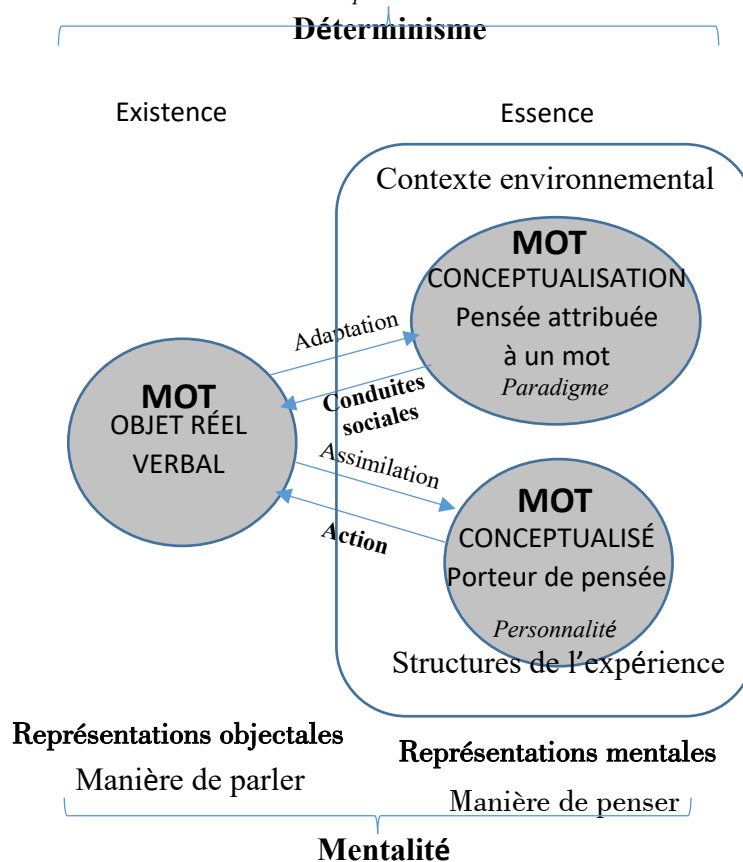 Déterminisme
Existence
Essence
Contexte environnemental
MOT
CONCEPTUALISATION
Pensée attribuée
à un mot
Paradigme
Adaptation
Conduites
sociales
MOT
OBJET RÉEL
VERBAL
Assimilation
Action
MOT
CONCEPTUALISÉ
Porteur de pensée
Personnalité
Structures de l'expérience
Représentations objectales
Représentations mentales
Manière de parler
Manière de penser
Mentalité